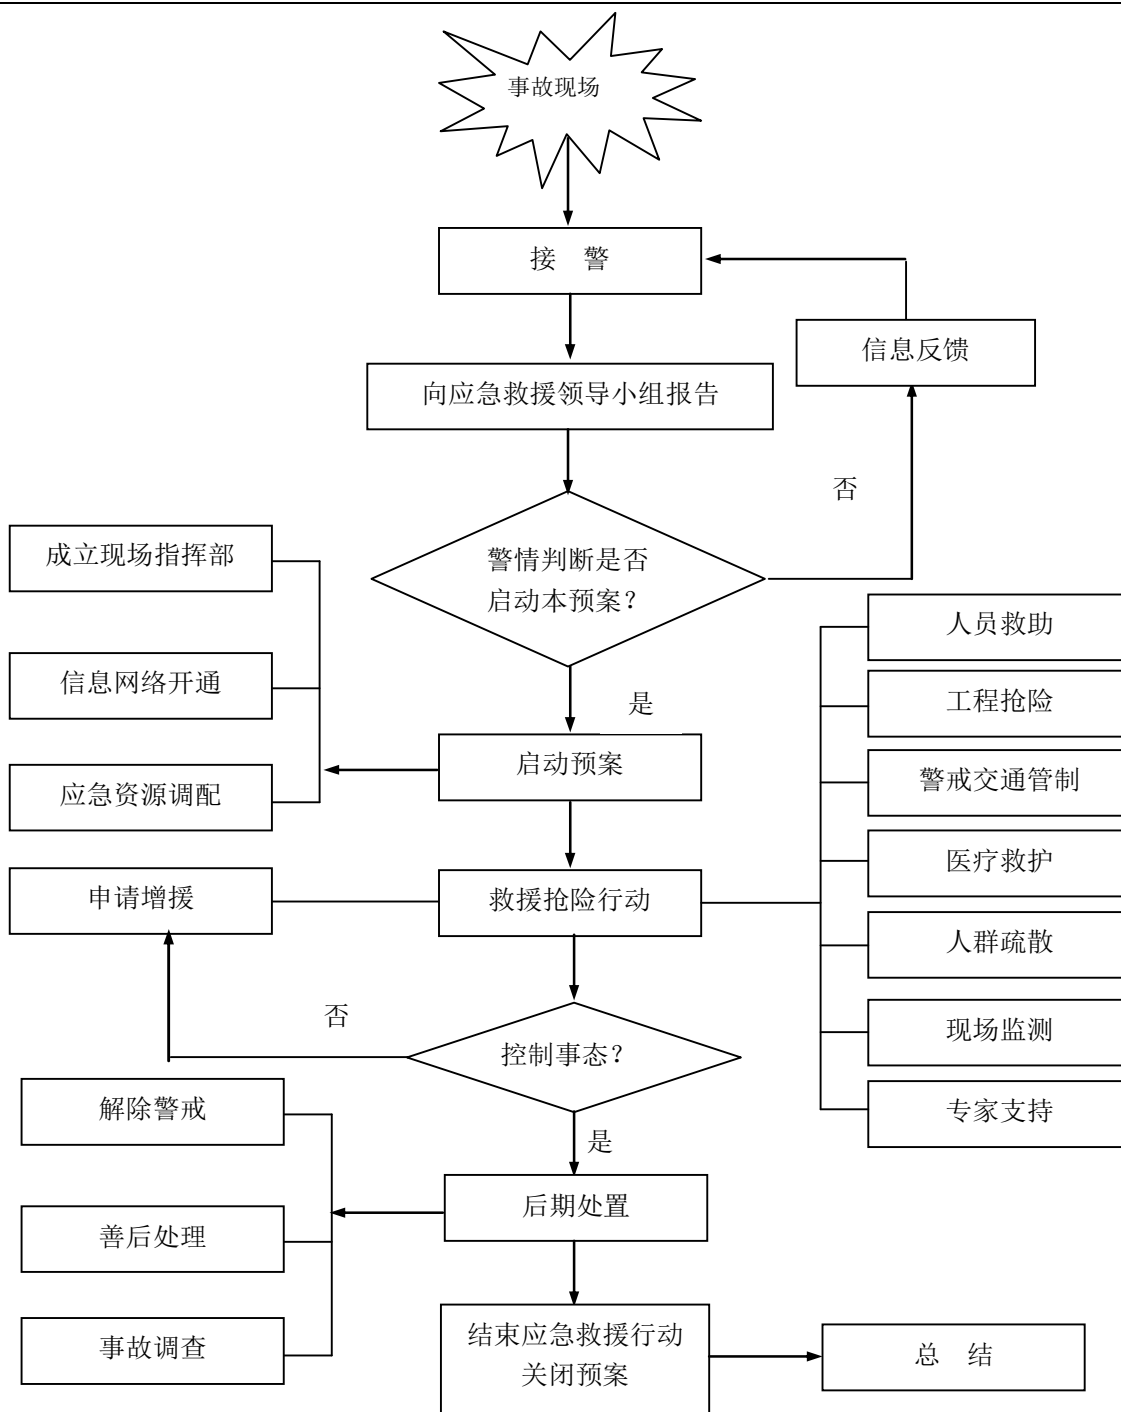 事故现场
接　警
信息反馈
向应急救援领导小组报告
否
警情判断是否
启动本预案？
成立现场指挥部
信息网络开通
应急资源调配
是
启动预案
人员救助
工程抢险
警戒交通管制
医疗救护
人群疏散
现场监测
专家支持
申请增援
救援抢险行动
否
控制事态？
是
解除警戒
善后处理
事故调查
后期处置
结束应急救援行动
关闭预案
总　结